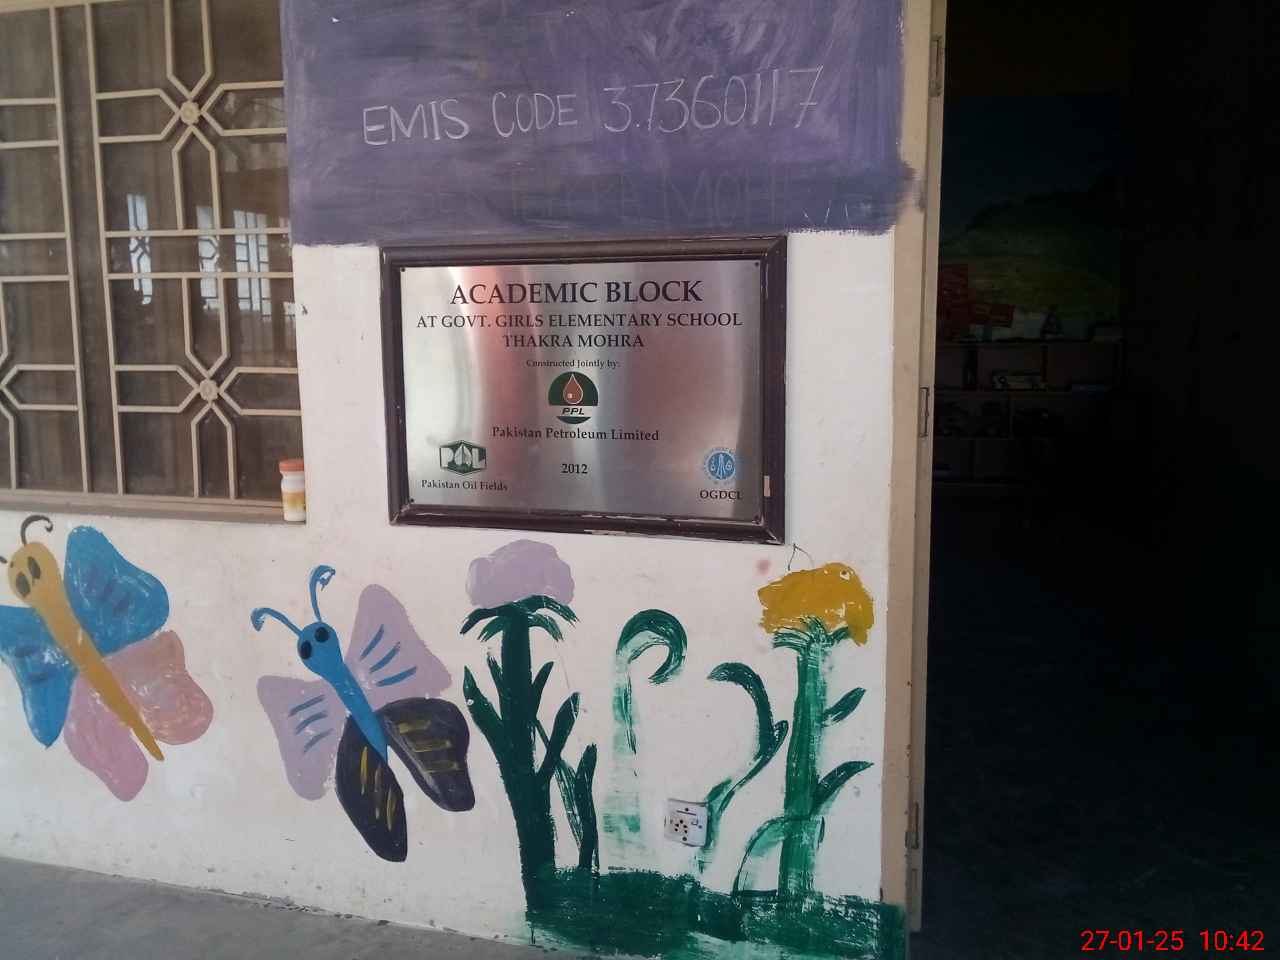 EMIS CODE 37360117
ACADEMIC BLOCK
AT GOVT. GIRLS ELEMENTARY SCHOOL
THAKRA MOHRA
Constructed Jointly by:
PPL
Pakistan Petroleum Limited
POL
2012
Pakistan Oil Fields
OGDCL
27-01-25 10:42